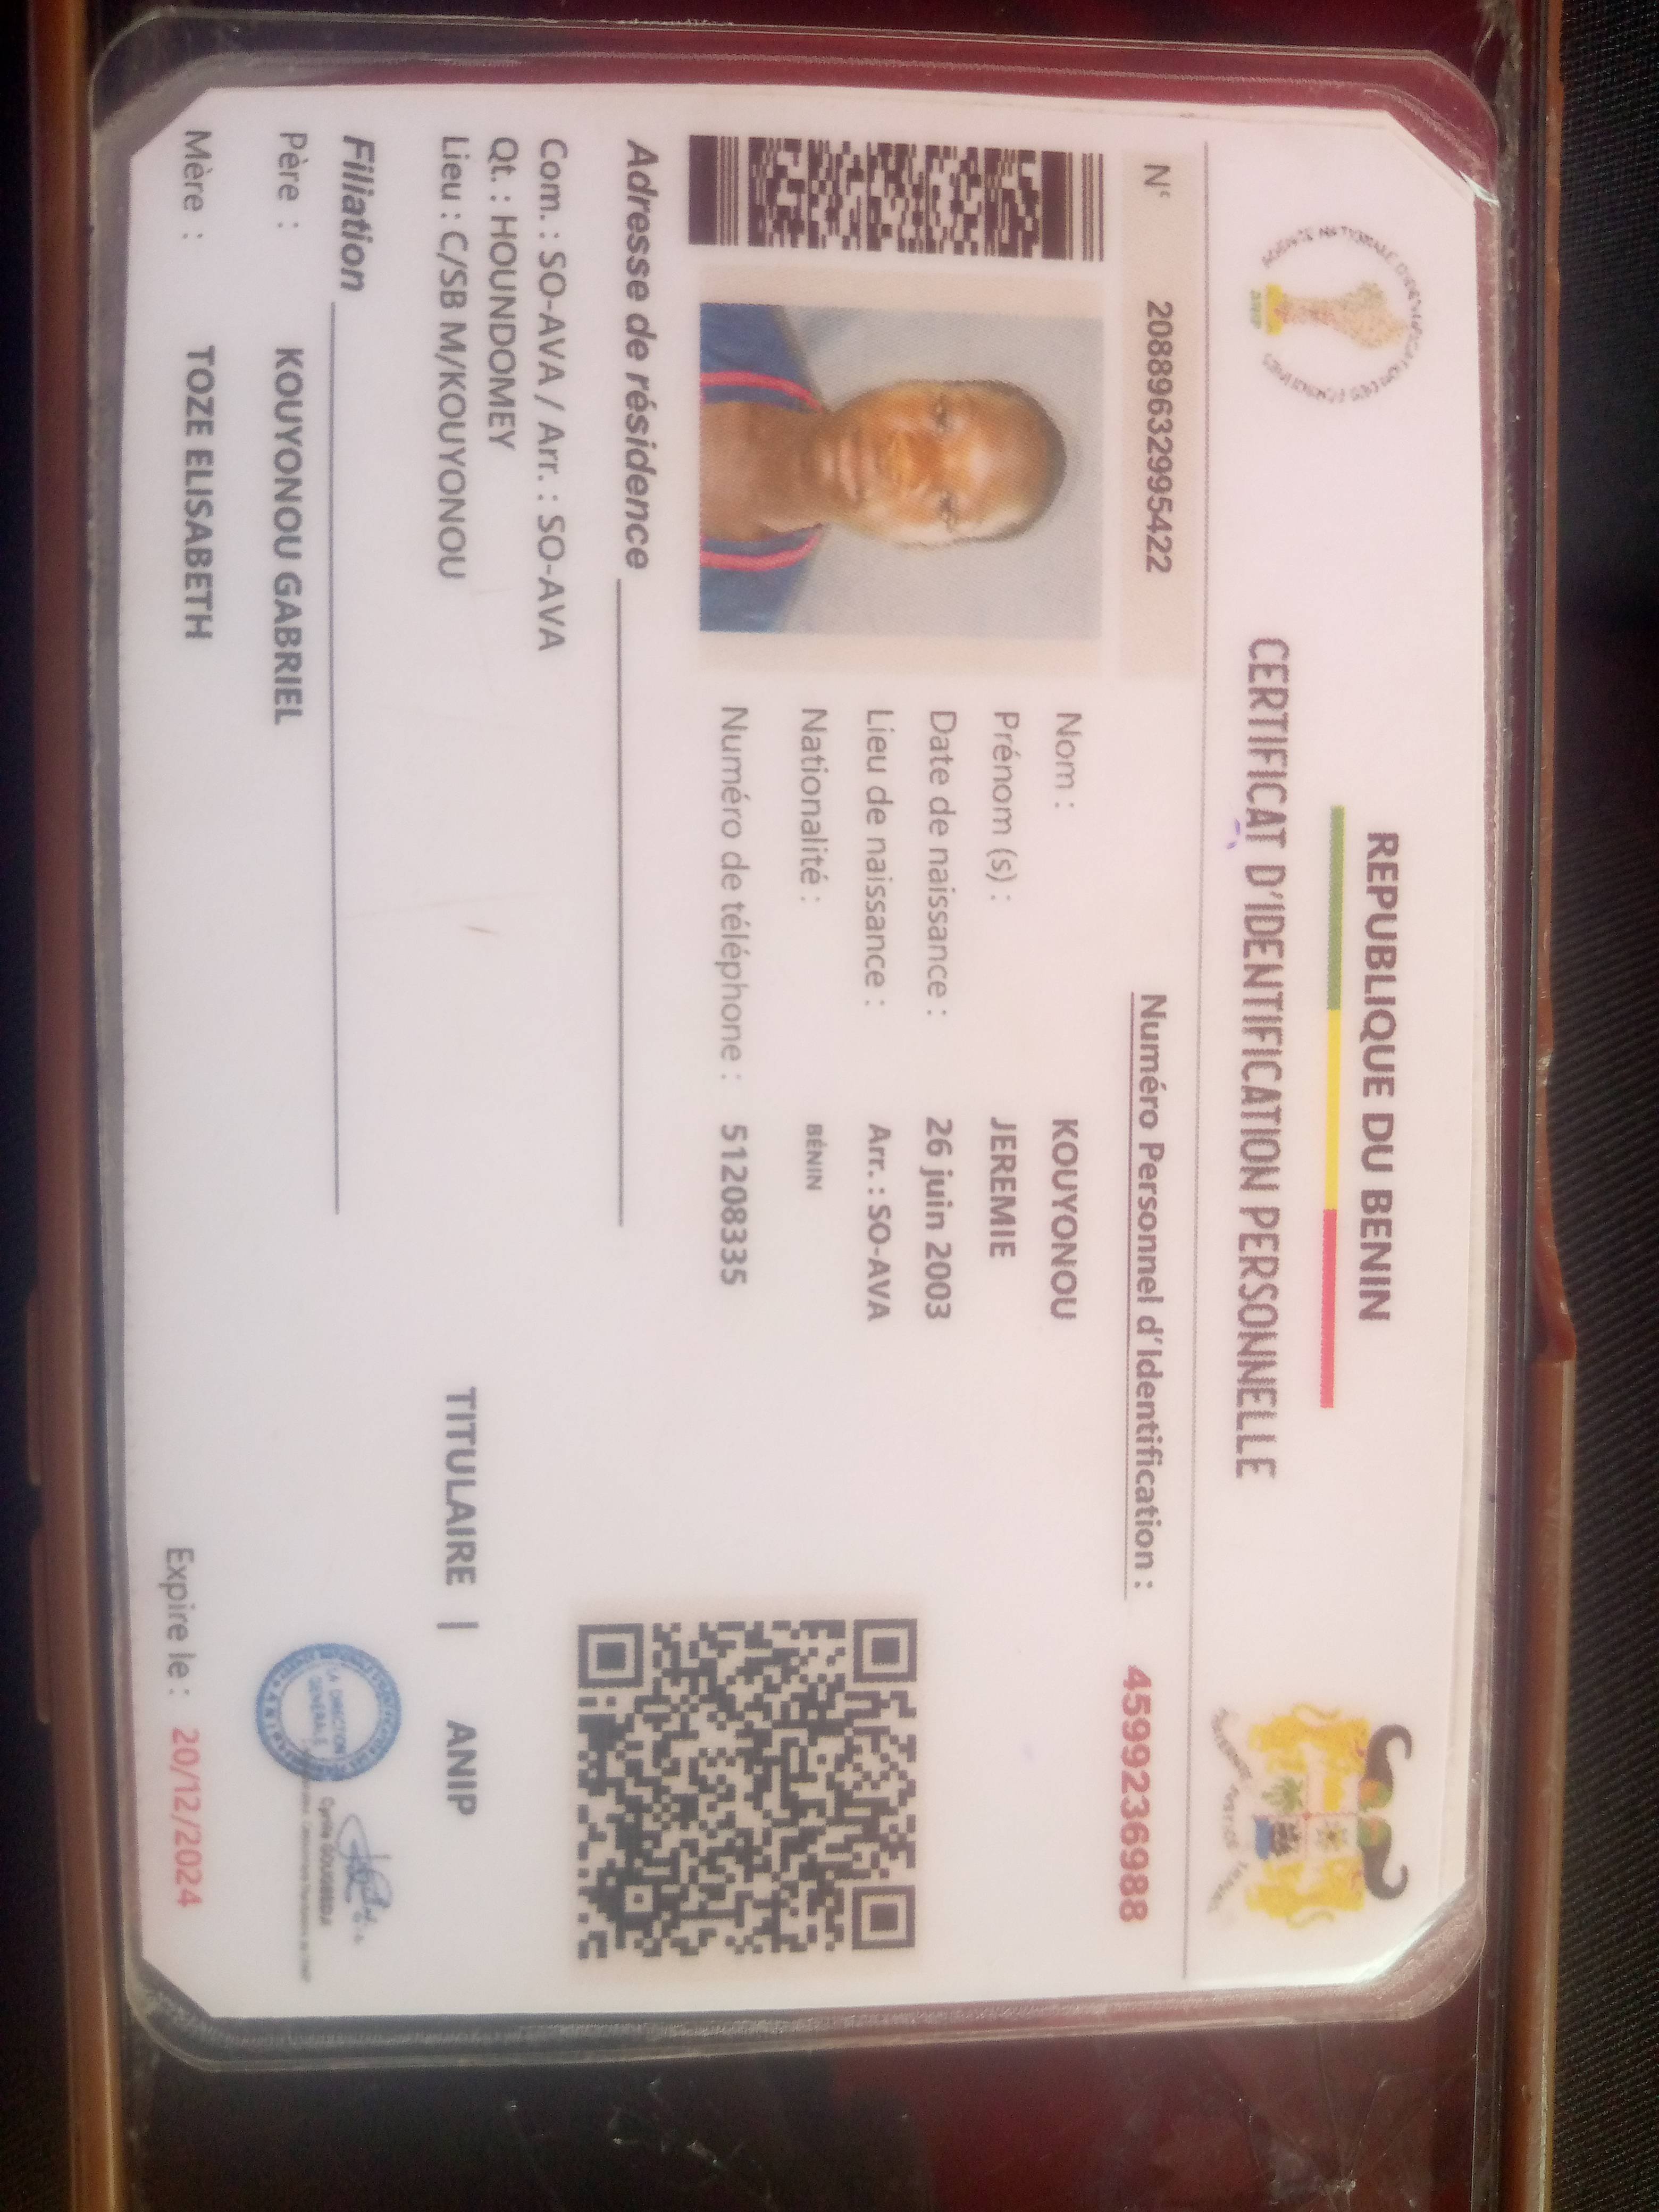 REPUBLIQUE DU BENIN
CERTIFICAT D'IDENTIFICATION PERSONNELLE
AGENCE NATIONALE D'IDENTIFICATION DES PERSONNES
ANIP
N° 2088963299​5422
Numéro Personnel d'Identification : 4599236988
Nom : KOUYONOU
Prénom (s) : JEREMIE
Date de naissance : 26 juin 2003
Lieu de naissance : Arr. : SO-AVA
Nationalité : BÉNIN
Numéro de téléphone : 51208335
Adresse de résidence
Com. : SO-AVA / Arr. : SO-AVA
Qt. : HOUNDOMEY
Lieu : C/SB M/KOUYONOU
TITULAIRE | ANIP
Filiation
Père : KOUYONOU GABRIEL
Mère : TOZE ELISABETH
LA DIRECTION
GENERALE
Expire le : 20/12/2024